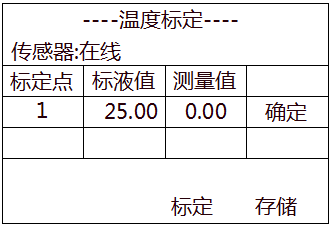 ----温度标定----
传感器:在线
标定点 标液值 测量值
1 25.00 0.00 确定
标定 存储